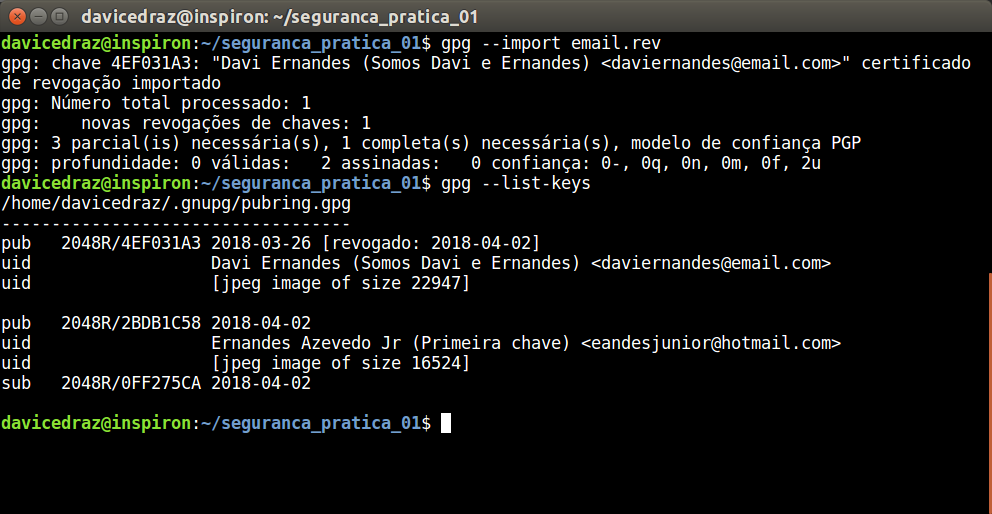 davicedraz@inspiron: ~/seguranca_pratica_01
davicedraz@inspiron:~/seguranca_pratica_01$ gpg --import email.rev
gpg: chave 4EF031A3: "Davi Ernandes (Somos Davi e Ernandes) <daviernandes@email.com>" certificado
de revogação importado
gpg: Número total processado: 1
gpg:    novas revogações de chaves: 1
gpg: 3 parcial(is) necessária(s), 1 completa(s) necessária(s), modelo de confiança PGP
gpg: profundidade: 0 válidas:   2 assinadas:   0 confiança: 0-, 0q, 0n, 0m, 0f, 2u
davicedraz@inspiron:~/seguranca_pratica_01$ gpg --list-keys
/home/davicedraz/.gnupg/pubring.gpg
-----------------------------------
pub   2048R/4EF031A3 2018-03-26 [revogado: 2018-04-02]
uid                  Davi Ernandes (Somos Davi e Ernandes) <daviernandes@email.com>
uid                  [jpeg image of size 22947]
pub   2048R/2BDB1C58 2018-04-02
uid                  Ernandes Azevedo Jr (Primeira chave) <eandesjunior@hotmail.com>
uid                  [jpeg image of size 16524]
sub   2048R/0FF275CA 2018-04-02
davicedraz@inspiron:~/seguranca_pratica_01$